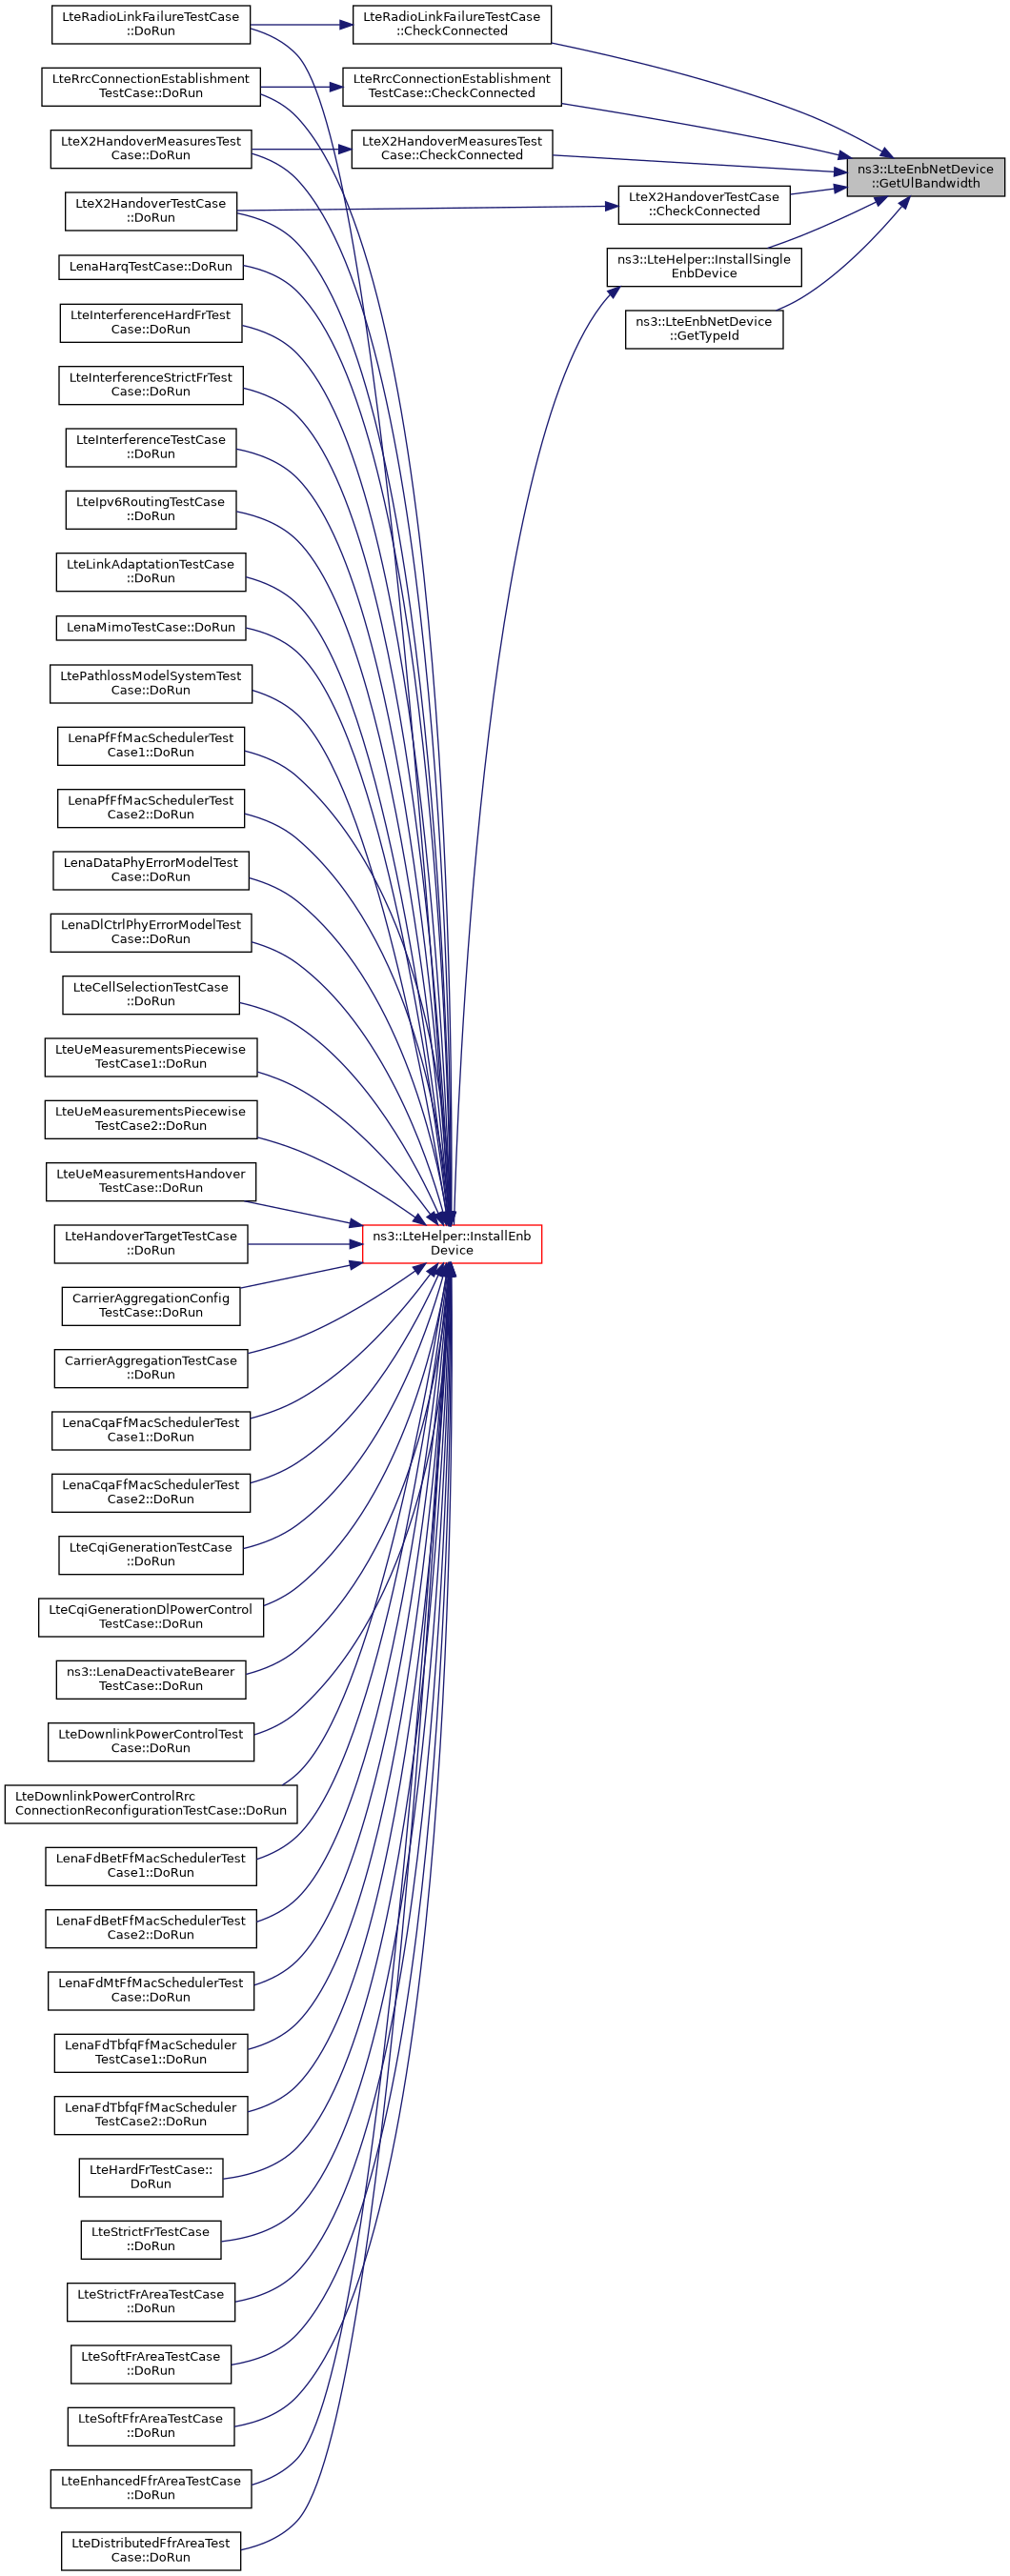 LteRadioLinkFailureTestCase
::DoRun
LteRadioLinkFailureTestCase
::CheckConnected
LteRrcConnectionEstablishment
TestCase::DoRun
LteRrcConnectionEstablishment
TestCase::CheckConnected
LteX2HandoverMeasuresTest
Case::DoRun
LteX2HandoverMeasuresTest
Case::CheckConnected
ns3::LteEnbNetDevice
::GetUlBandwidth
LteX2HandoverTestCase
::DoRun
LteX2HandoverTestCase
::CheckConnected
LenaHarqTestCase::DoRun
ns3::LteHelper::InstallSingle
EnbDevice
LteInterferenceHardFrTest
Case::DoRun
ns3::LteEnbNetDevice
::GetTypeId
LteInterferenceStrictFrTest
Case::DoRun
LteInterferenceTestCase
::DoRun
LteIpv6RoutingTestCase
::DoRun
LteLinkAdaptationTestCase
::DoRun
LenaMimoTestCase::DoRun
LtePathlossModelSystemTest
Case::DoRun
LenaPfFfMacSchedulerTest
Case1::DoRun
LenaPfFfMacSchedulerTest
Case2::DoRun
LenaDataPhyErrorModelTest
Case::DoRun
LenaDlCtrlPhyErrorModelTest
Case::DoRun
LteCellSelectionTestCase
::DoRun
LteUeMeasurementsPiecewise
TestCase1::DoRun
LteUeMeasurementsPiecewise
TestCase2::DoRun
LteUeMeasurementsHandover
TestCase::DoRun
LteHandoverTargetTestCase
::DoRun
ns3::LteHelper::InstallEnb
Device
CarrierAggregationConfig
TestCase::DoRun
CarrierAggregationTestCase
::DoRun
LenaCqaFfMacSchedulerTest
Case1::DoRun
LenaCqaFfMacSchedulerTest
Case2::DoRun
LteCqiGenerationTestCase
::DoRun
LteCqiGenerationDlPowerControl
TestCase::DoRun
ns3::LenaDeactivateBearer
TestCase::DoRun
LteDownlinkPowerControlTest
Case::DoRun
LteDownlinkPowerControlRrc
ConnectionReconfigurationTestCase::DoRun
LenaFdBetFfMacSchedulerTest
Case1::DoRun
LenaFdBetFfMacSchedulerTest
Case2::DoRun
LenaFdMtFfMacSchedulerTest
Case::DoRun
LenaFdTbfqFfMacScheduler
TestCase1::DoRun
LenaFdTbfqFfMacScheduler
TestCase2::DoRun
LteHardFrTestCase::
DoRun
LteStrictFrTestCase
::DoRun
LteStrictFrAreaTestCase
::DoRun
LteSoftFrAreaTestCase
::DoRun
LteSoftFfrAreaTestCase
::DoRun
LteEnhancedFfrAreaTestCase
::DoRun
LteDistributedFfrAreaTest
Case::DoRun